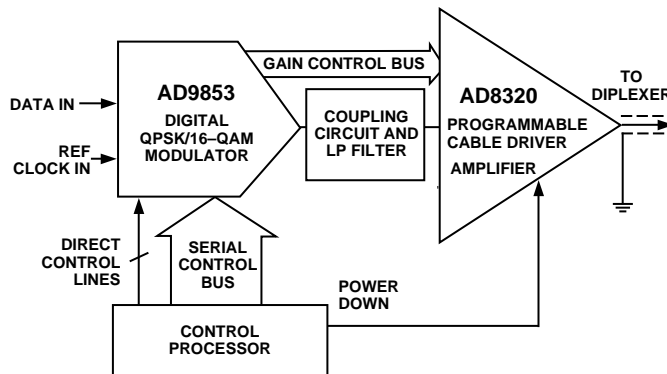 GAIN CONTROL BUS
TO
DIPLEXER
AD9853
DIGITAL
QPSK/16–QAM
MODULATOR
DATA IN
REF
CLOCK IN
COUPLING
CIRCUIT AND
LP FILTER
AD8320
PROGRAMMABLE
CABLE DRIVER
AMPLIFIER
DIRECT
CONTROL
LINES
SERIAL
CONTROL
BUS
POWER
DOWN
CONTROL
PROCESSOR